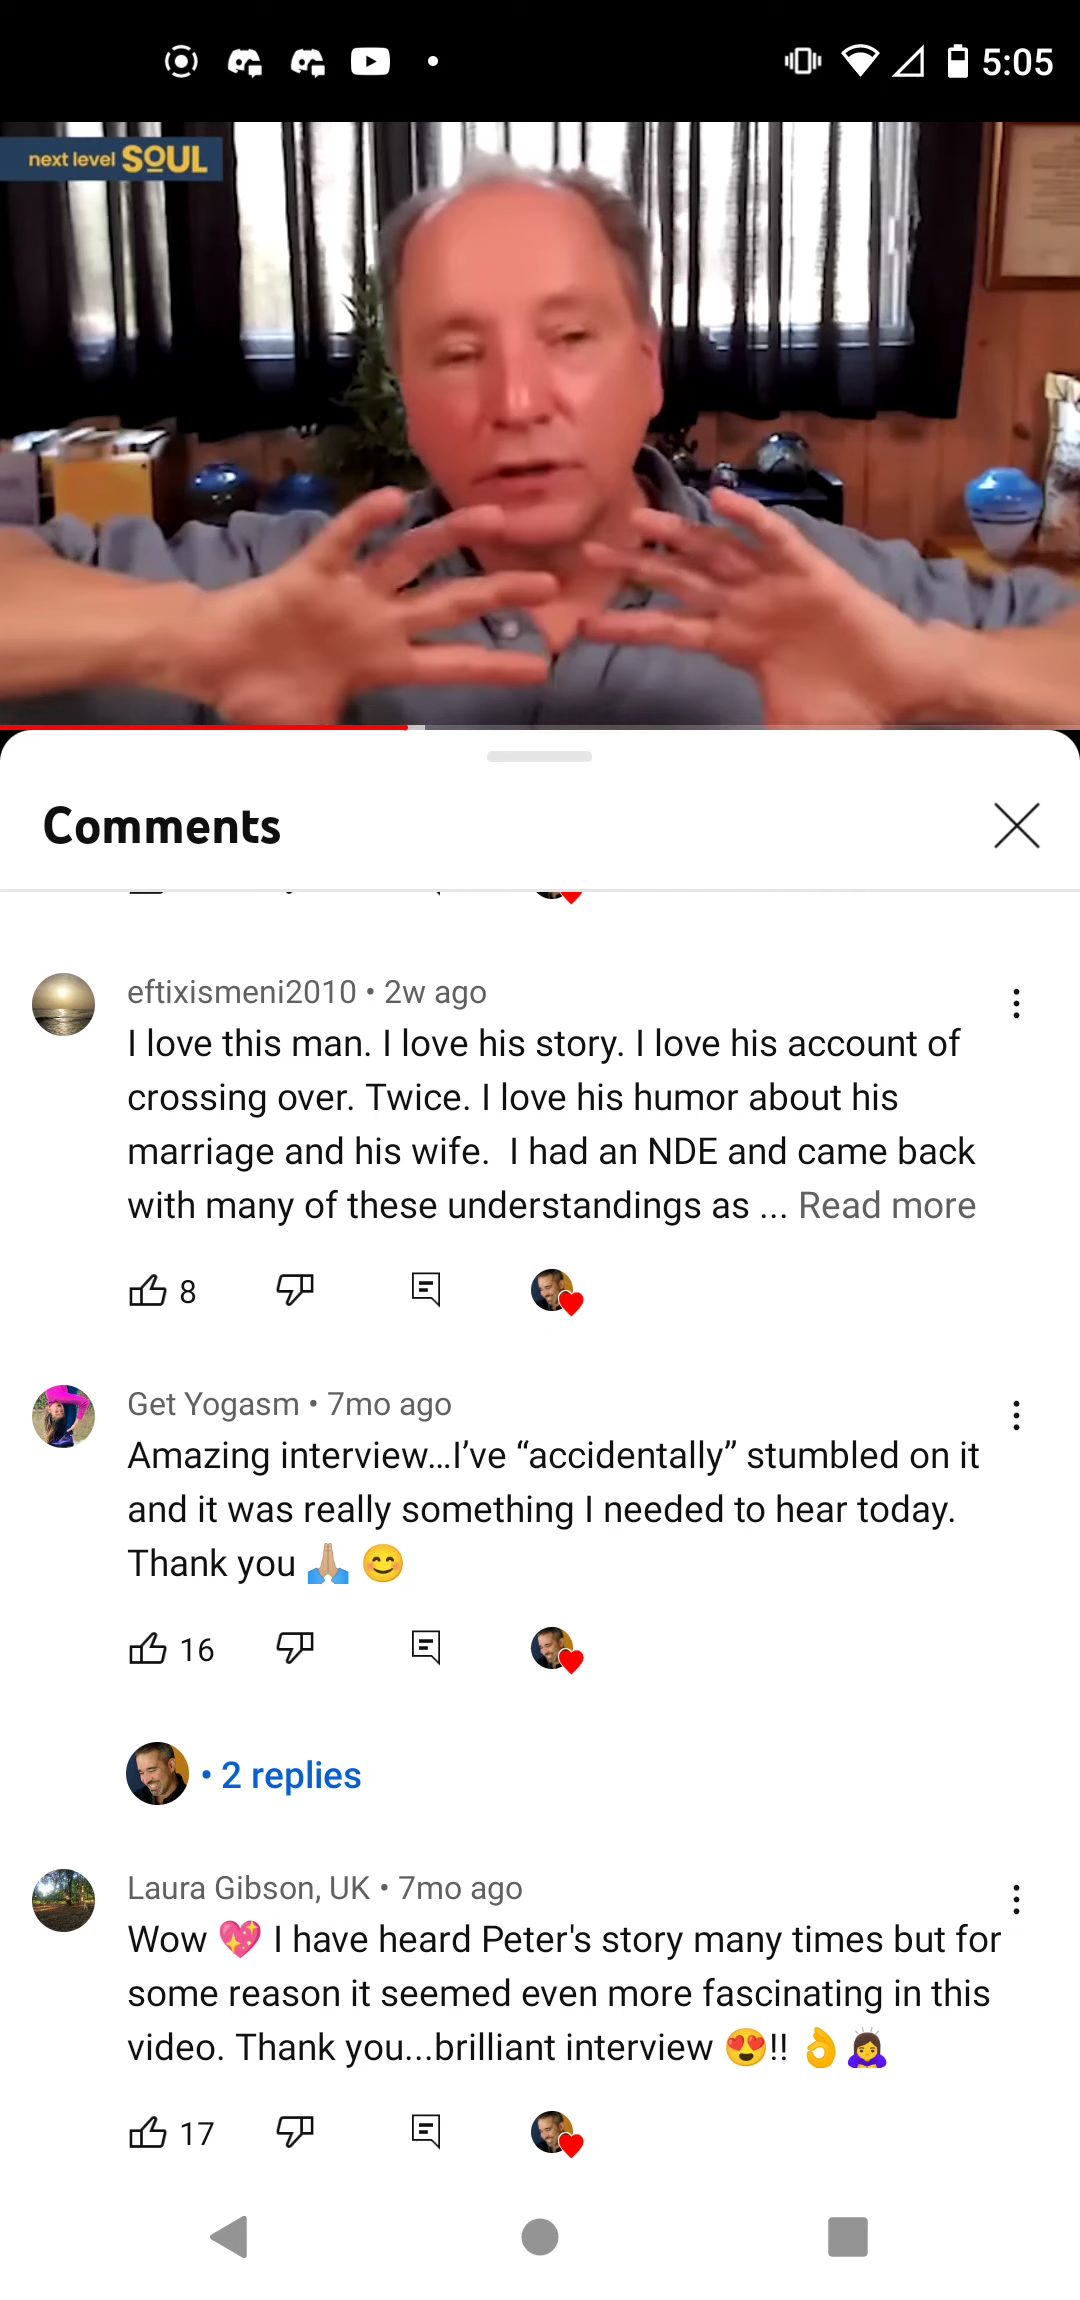 5:05
next level SOUL
Comments
eftixismeni2010 • 2w ago
I love this man. I love his story. I love his account of
crossing over. Twice. I love his humor about his
marriage and his wife.  I had an NDE and came back
with many of these understandings as ... Read more
8
Get Yogasm • 7mo ago
Amazing interview...I’ve “accidentally” stumbled on it
and it was really something I needed to hear today.
Thank you 🙏🏼 😊
16
• 2 replies
Laura Gibson, UK • 7mo ago
Wow 💖 I have heard Peter's story many times but for
some reason it seemed even more fascinating in this
video. Thank you...brilliant interview 😍!! 👌 🙇‍♀️
17